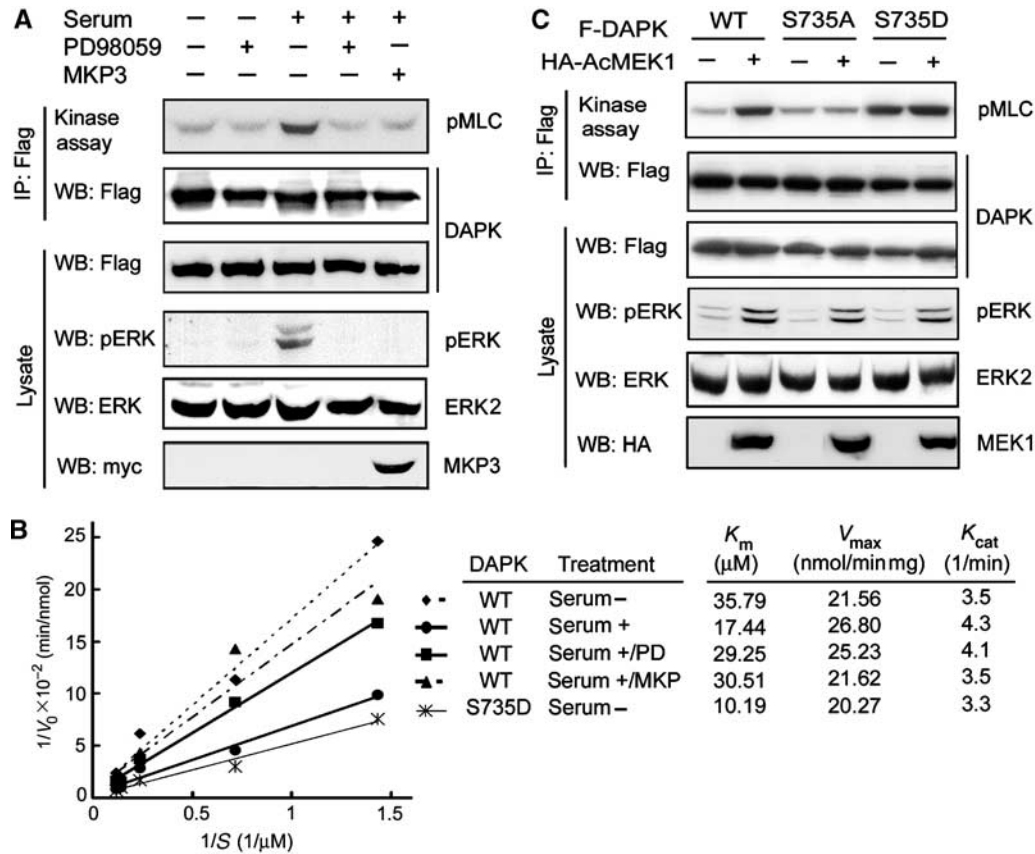 A
Serum − − + + +
PD98059 − + − + −
MKP3 − − − − +
IP: Flag
Kinase assay
pMLC
WB: Flag
DAPK
Lysate
WB: Flag
WB: pERK
pERK
WB: ERK
ERK2
WB: myc
MKP3
C
F-DAPK WT S735A S735D
HA-AcMEK1 − + − + − +
IP: Flag
Kinase assay
pMLC
WB: Flag
DAPK
Lysate
WB: Flag
WB: pERK
pERK
WB: ERK
ERK2
WB: HA
MEK1
B
1/V0 × 10−2 (min/nmol)
25
20
15
10
5
0
0 0.5 1 1.5
1/S (1/μM)
DAPK Treatment Km (μM) Vmax (nmol/min mg) Kcat (1/min)
WT Serum− 35.79 21.56 3.5
WT Serum + 17.44 26.80 4.3
WT Serum +/PD 29.25 25.23 4.1
WT Serum +/MKP 30.51 21.62 3.5
S735D Serum− 10.19 20.27 3.3